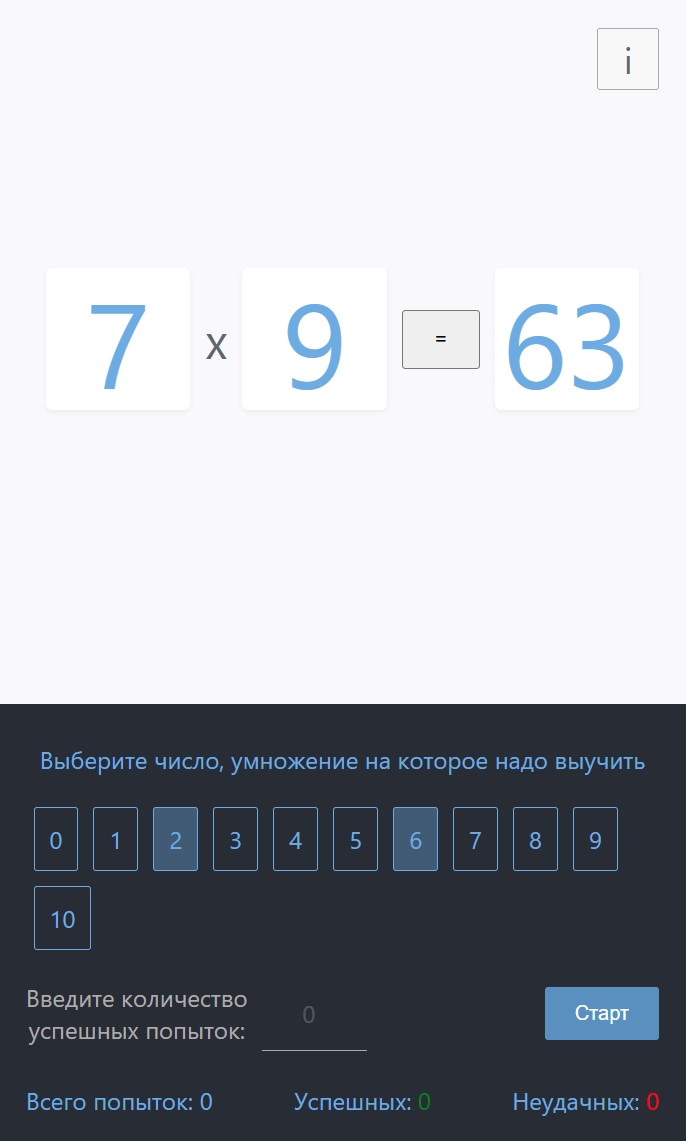 i
7 x 9 = 63
Выберите число, умножение на которое надо выучить
0 1 2 3 4 5 6 7 8 9
10
Введите количество
успешных попыток: 0
Старт
Всего попыток: 0 Успешных: 0 Неудачных: 0